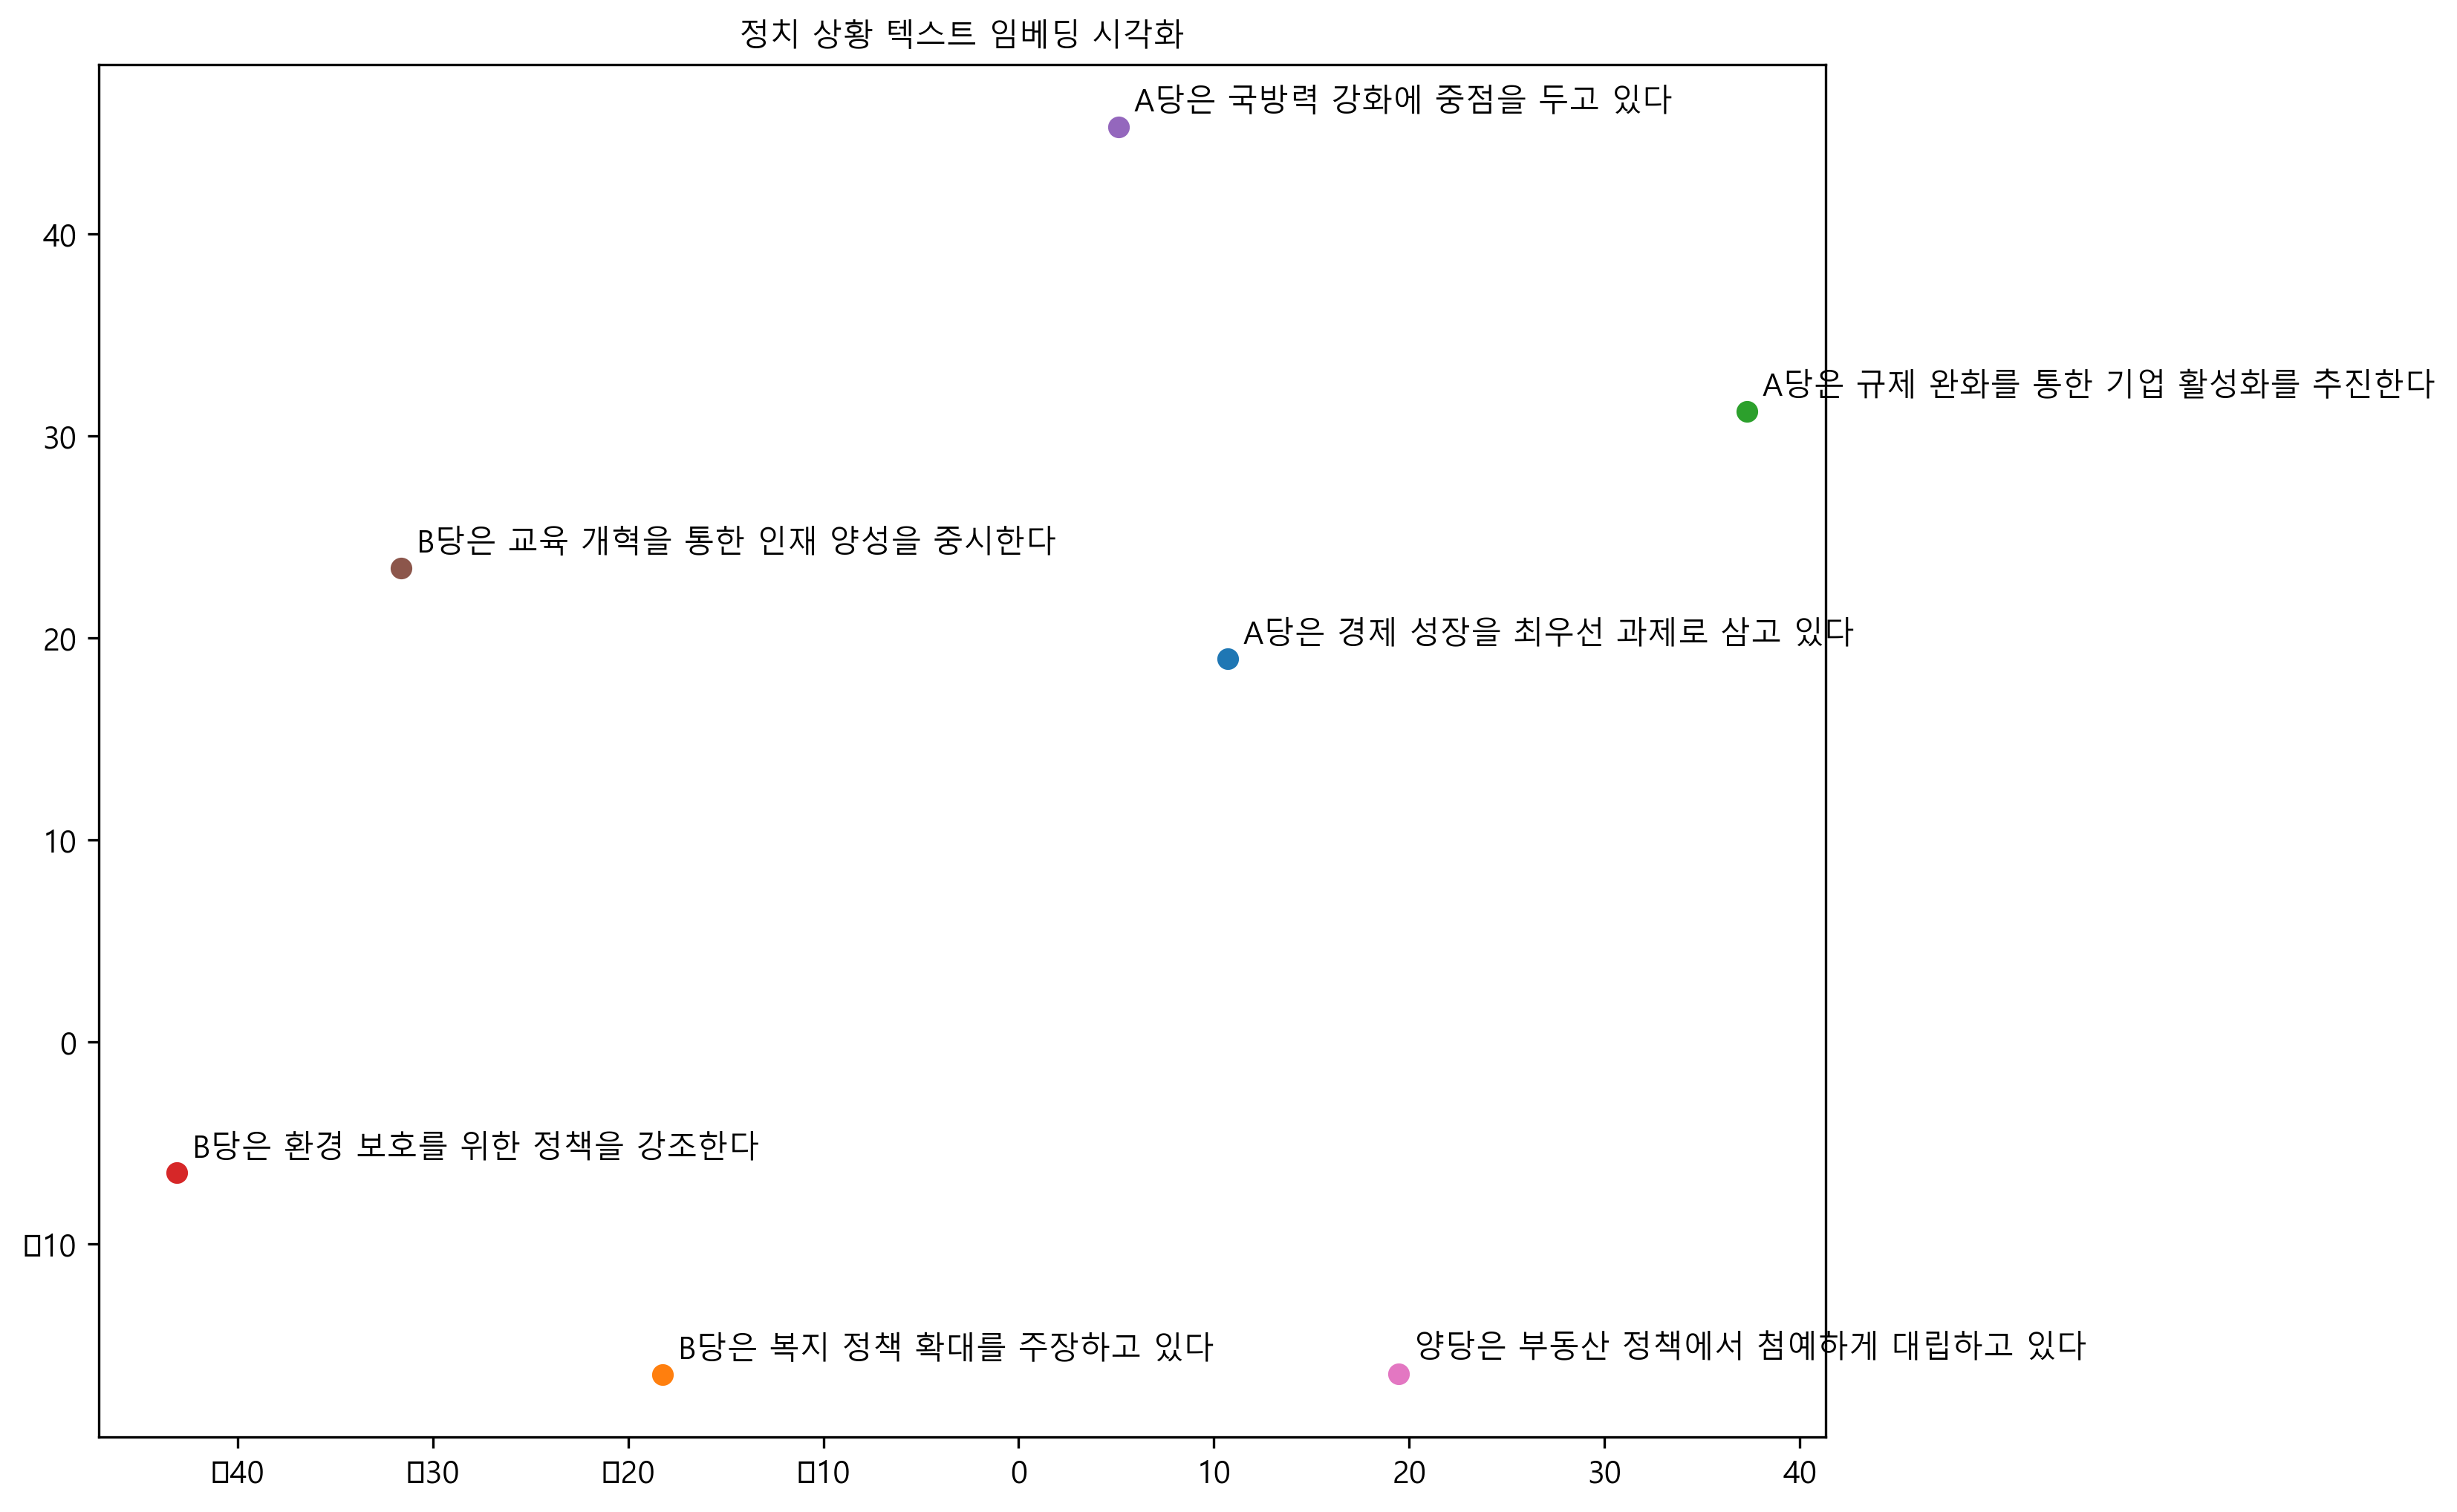 정치 상황 텍스트 임베딩 시각화
A당은 국방력 강화에 중점을 두고 있다
40
A당은 규제 완화를 통한 기업 활성화를 추진한다
30
B당은 교육 개혁을 통한 인재 양성을 중시한다
A당은 경제 성장을 최우선 과제로 삼고 있다
20
10
0
B당은 환경 보호를 위한 정책을 강조한다
▯10
B당은 복지 정책 확대를 주장하고 있다
양당은 부동산 정책에서 첨예하게 대립하고 있다
▯40 ▯30 ▯20 ▯10 0 10 20 30 40